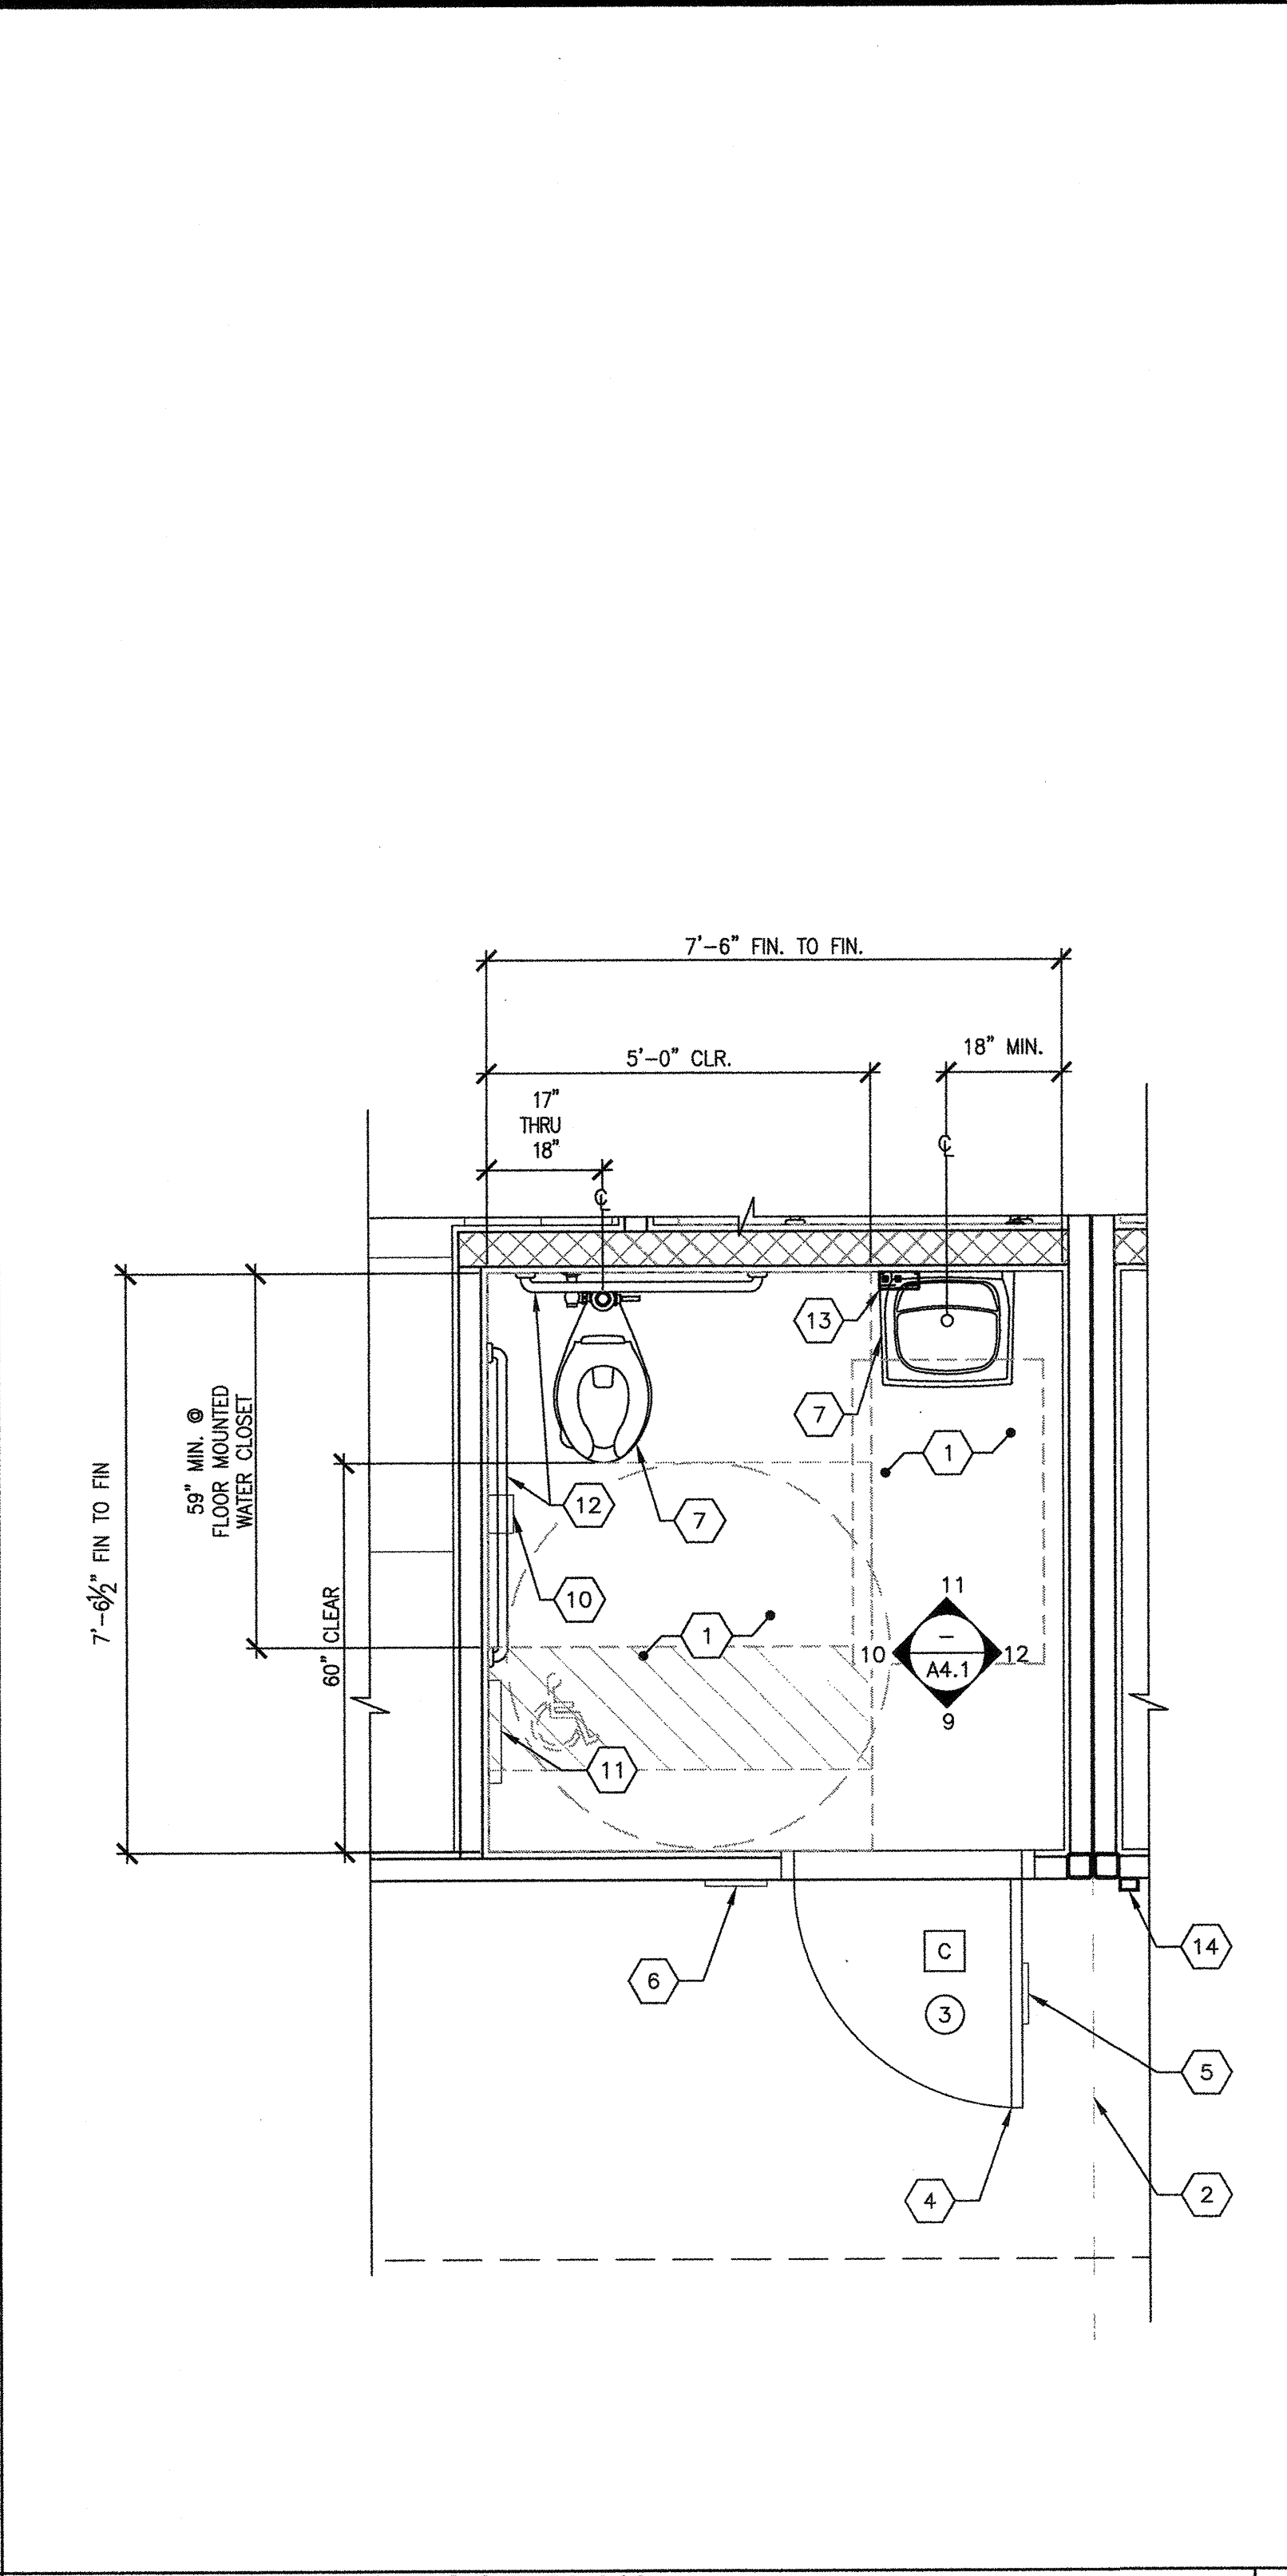 7'-6" FIN. TO FIN.
5'-0" CLR.
18" MIN.
17"
THRU
18"
℄
℄
7'-6½" FIN TO FIN
59" MIN. @
FLOOR MOUNTED
WATER CLOSET
60" CLEAR
13
7
1
12
7
10
1
11
10
–
A4.1
12
9
11
6
C
3
14
5
4
2